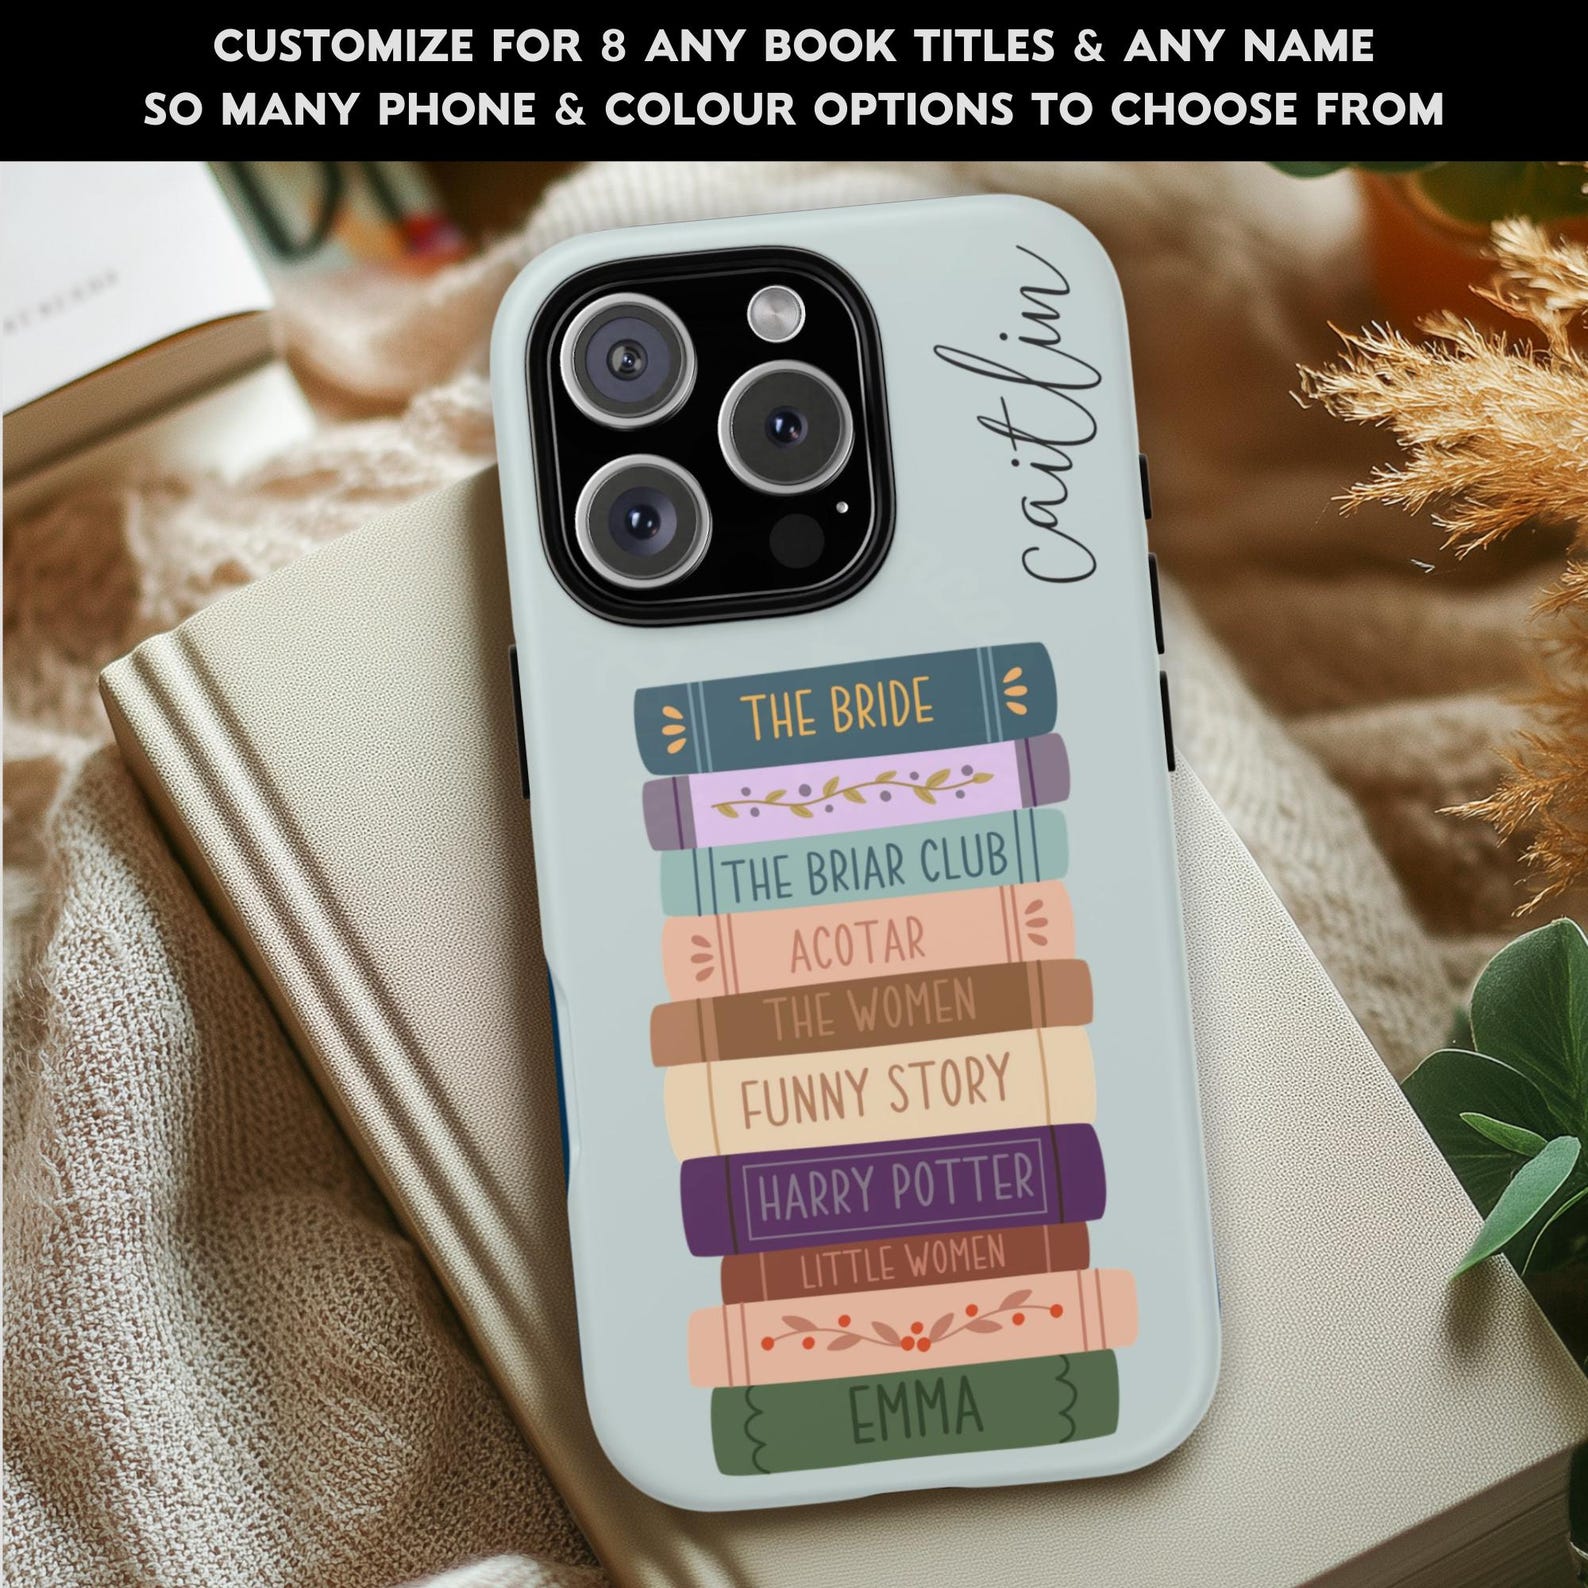 CUSTOMIZE FOR 8 ANY BOOK TITLES & ANY NAME
SO MANY PHONE & COLOUR OPTIONS TO CHOOSE FROM
caitlin
THE BRIDE
THE BRIAR CLUB
ACOTAR
THE WOMEN
FUNNY STORY
HARRY POTTER
LITTLE WOMEN
EMMA